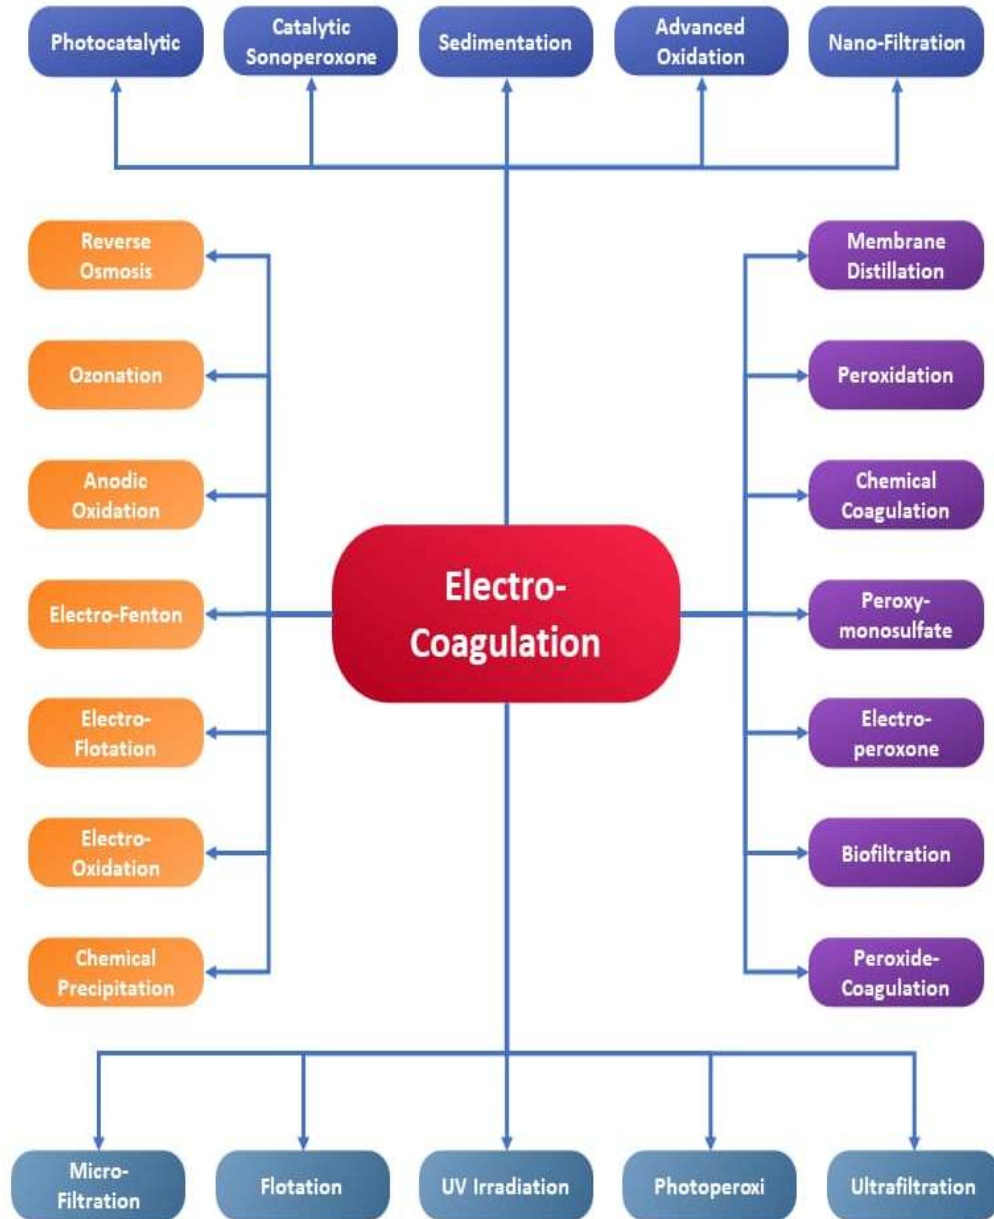 Photocatalytic
Catalytic
Sonoperoxone
Sedimentation
Advanced
Oxidation
Nano-Filtration
Reverse
Osmosis
Ozonation
Anodic
Oxidation
Electro-Fenton
Electro-
Flotation
Electro-
Oxidation
Chemical
Precipitation
Electro-
Coagulation
Membrane
Distillation
Peroxidation
Chemical
Coagulation
Peroxy-
monosulfate
Electro-
peroxone
Biofiltration
Peroxide-
Coagulation
Micro-
Filtration
Flotation
UV Irradiation
Photoperoxi
Ultrafiltration